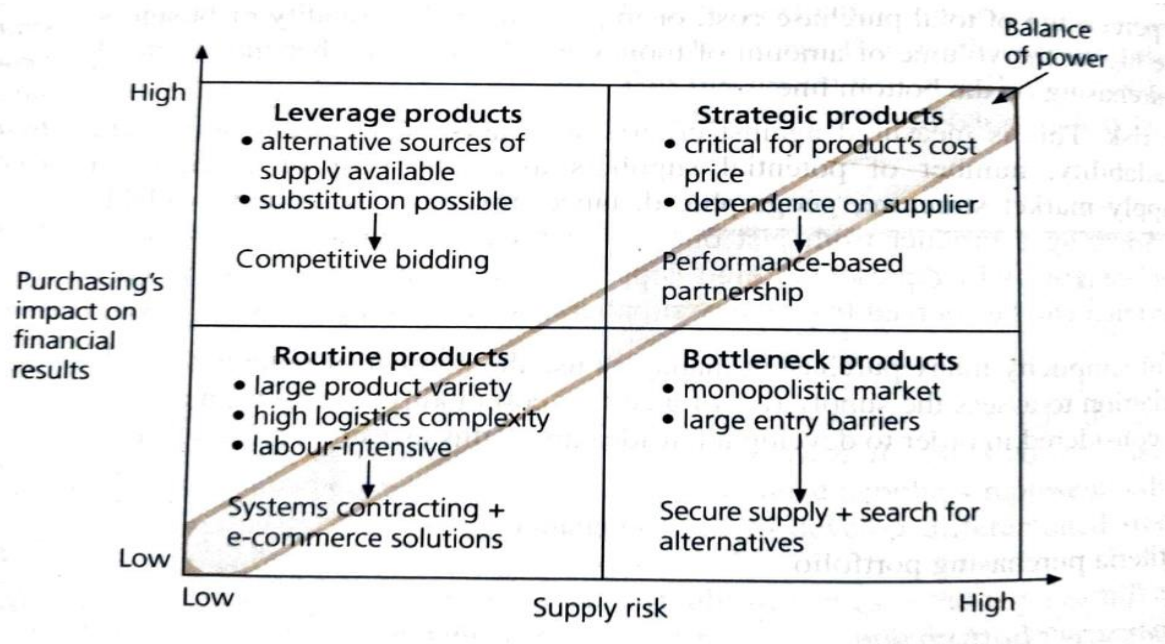 Balance
of power
High
Leverage products
• alternative sources of
supply available
• substitution possible
Competitive bidding
Strategic products
• critical for product's cost
price
• dependence on supplier
Performance-based
partnership
Purchasing's
impact on
financial
results
Routine products
• large product variety
• high logistics complexity
• labour-intensive
Systems contracting +
e-commerce solutions
Bottleneck products
• monopolistic market
• large entry barriers
Secure supply + search for
alternatives
Low
Low
Supply risk
High